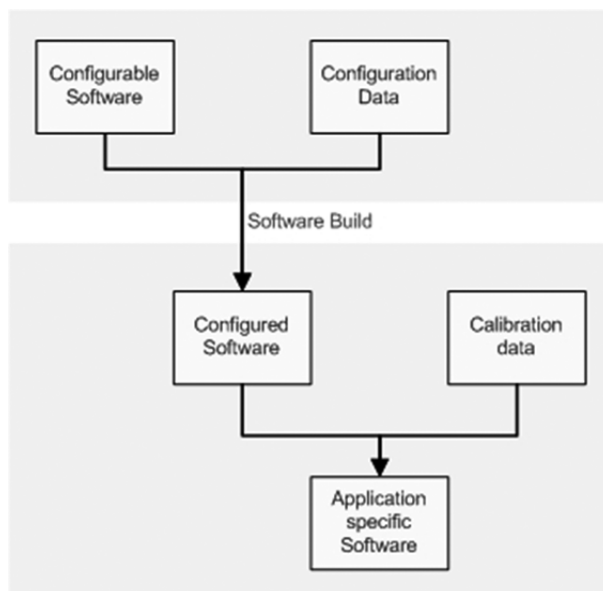 Configurable
Software
Configuration
Data
Software Build
Configured
Software
Calibration
data
Application
specific
Software